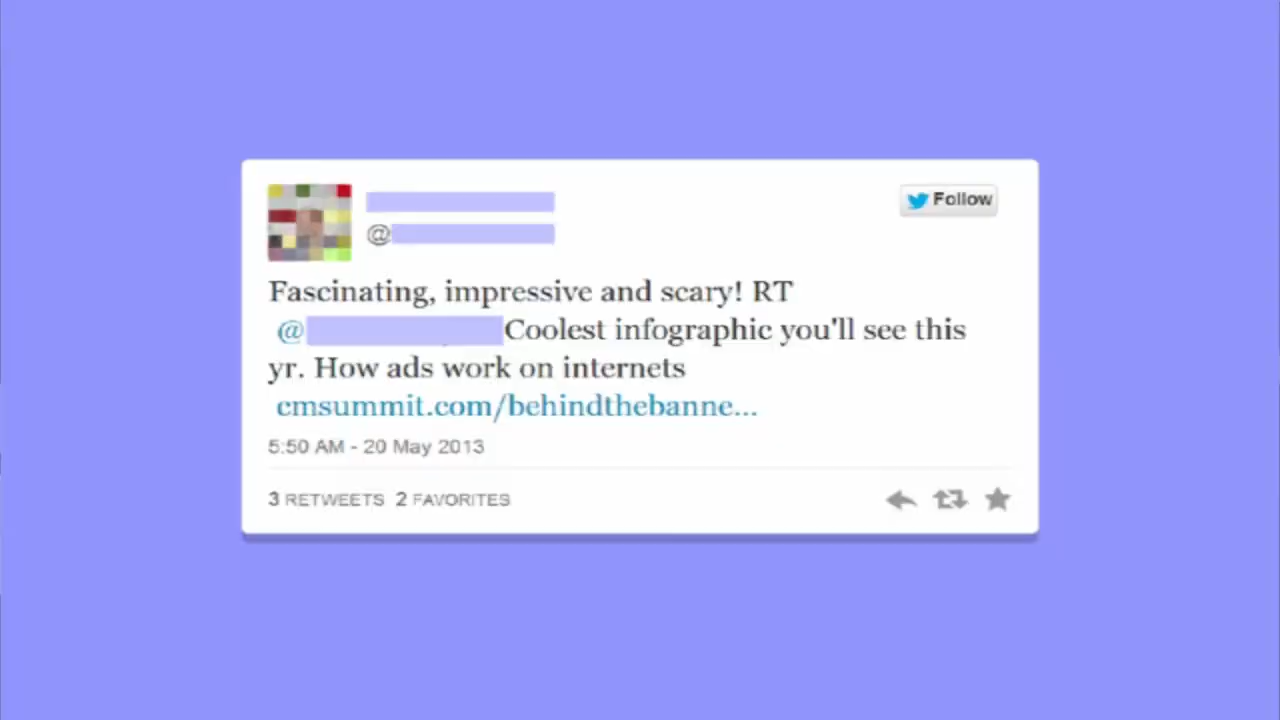 Follow
@
Fascinating, impressive and scary! RT
@ Coolest infographic you'll see this
yr. How ads work on internets
cmsummit.com/behindthebanne...
5:50 AM - 20 May 2013
3 RETWEETS 2 FAVORITES